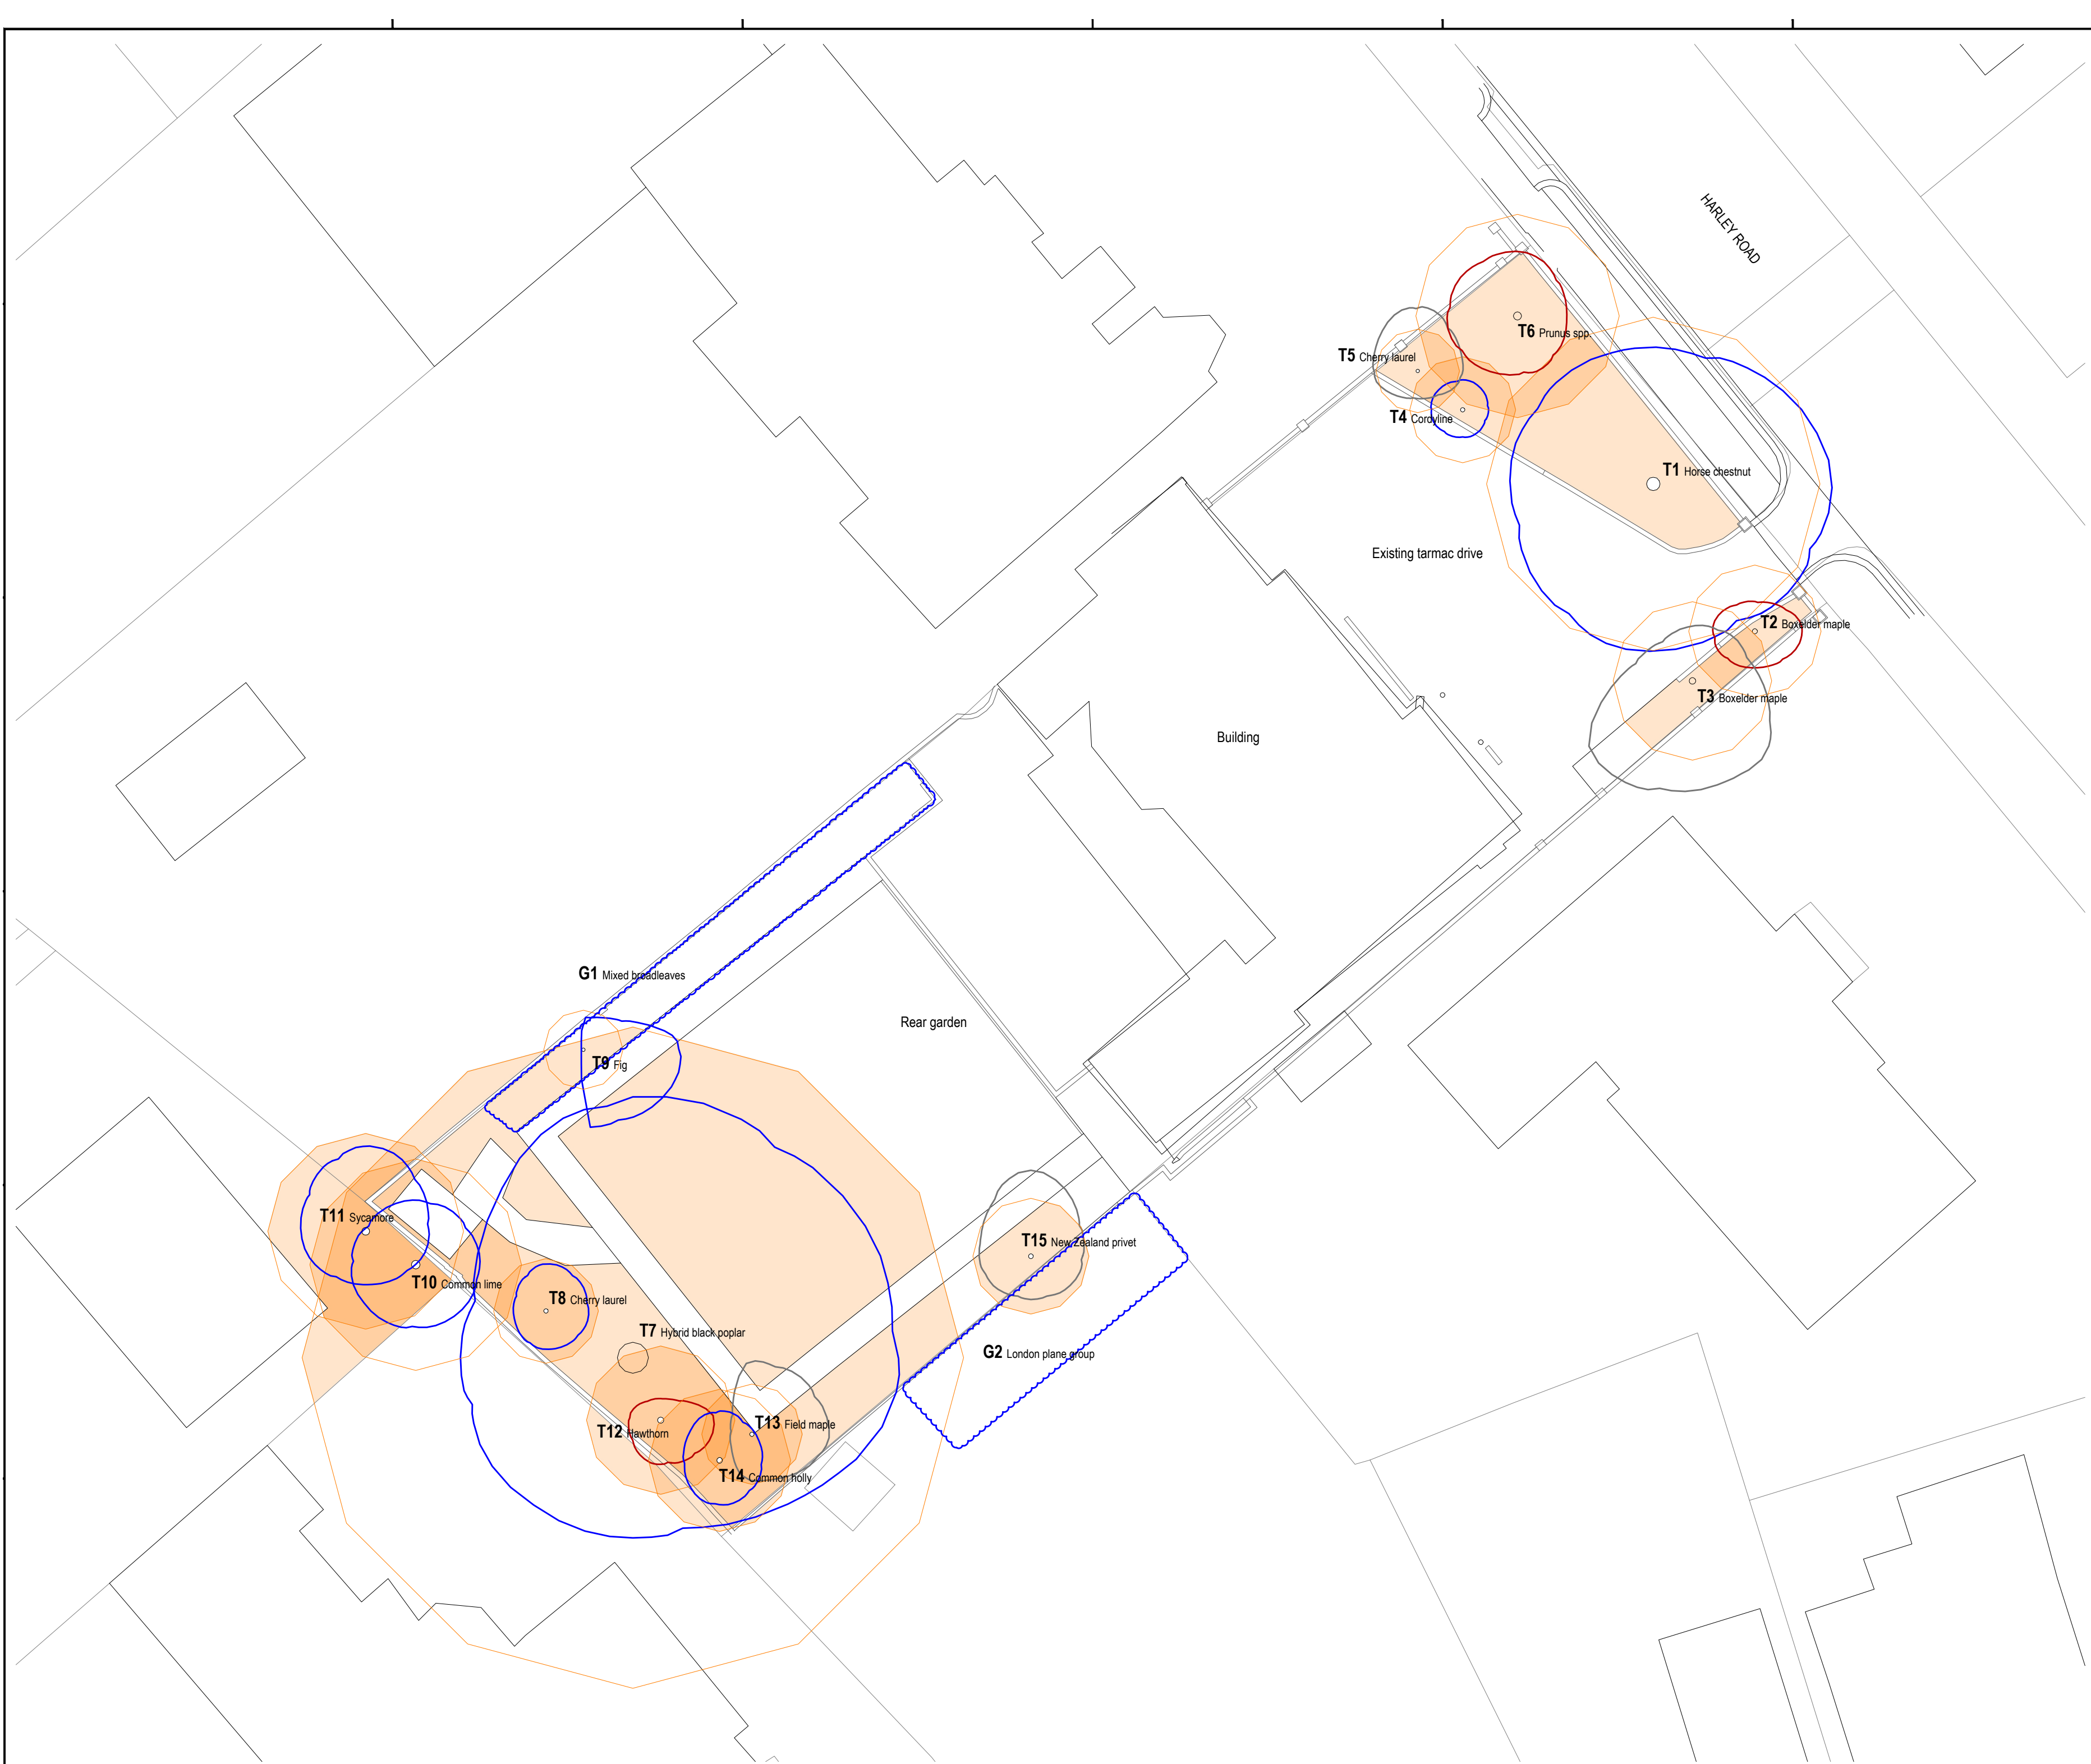 HARLEY ROAD
T6 Prunus spp.
T5 Cherry laurel
T4 Cordyline
T1 Horse chestnut
Existing tarmac drive
T2 Boxelder maple
T3 Boxelder maple
Building
G1 Mixed broadleaves
Rear garden
T9 Fig
T11 Sycamore
T15 New Zealand privet
T10 Common lime
T8 Cherry laurel
T7 Hybrid black poplar
G2 London plane group
T13 Field maple
T12 Hawthorn
T14 Common holly